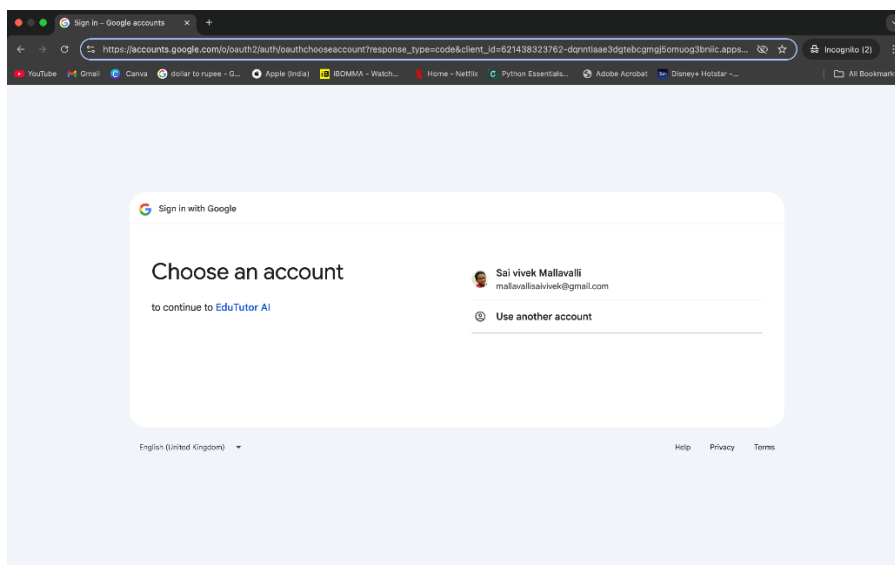 Sign in – Google accounts
https://accounts.google.com/o/oauth2/auth/oauthchooseaccount?response_type=code&client_id=621438323762-dqnntiaae3dgtebcgmgj5omuog3bniic.apps...
Incognito (2)
YouTube Gmail Canva dollar to rupee - G... Apple (India) iBOMMA - Watch... Home - Netflix Python Essentials... Adobe Acrobat Disney+ Hotstar -... All Bookmark
Sign in with Google
Choose an account
to continue to EduTutor AI
Sai vivek Mallavalli
mallavallisaivivek@gmail.com
Use another account
English (United Kingdom) Help Privacy Terms